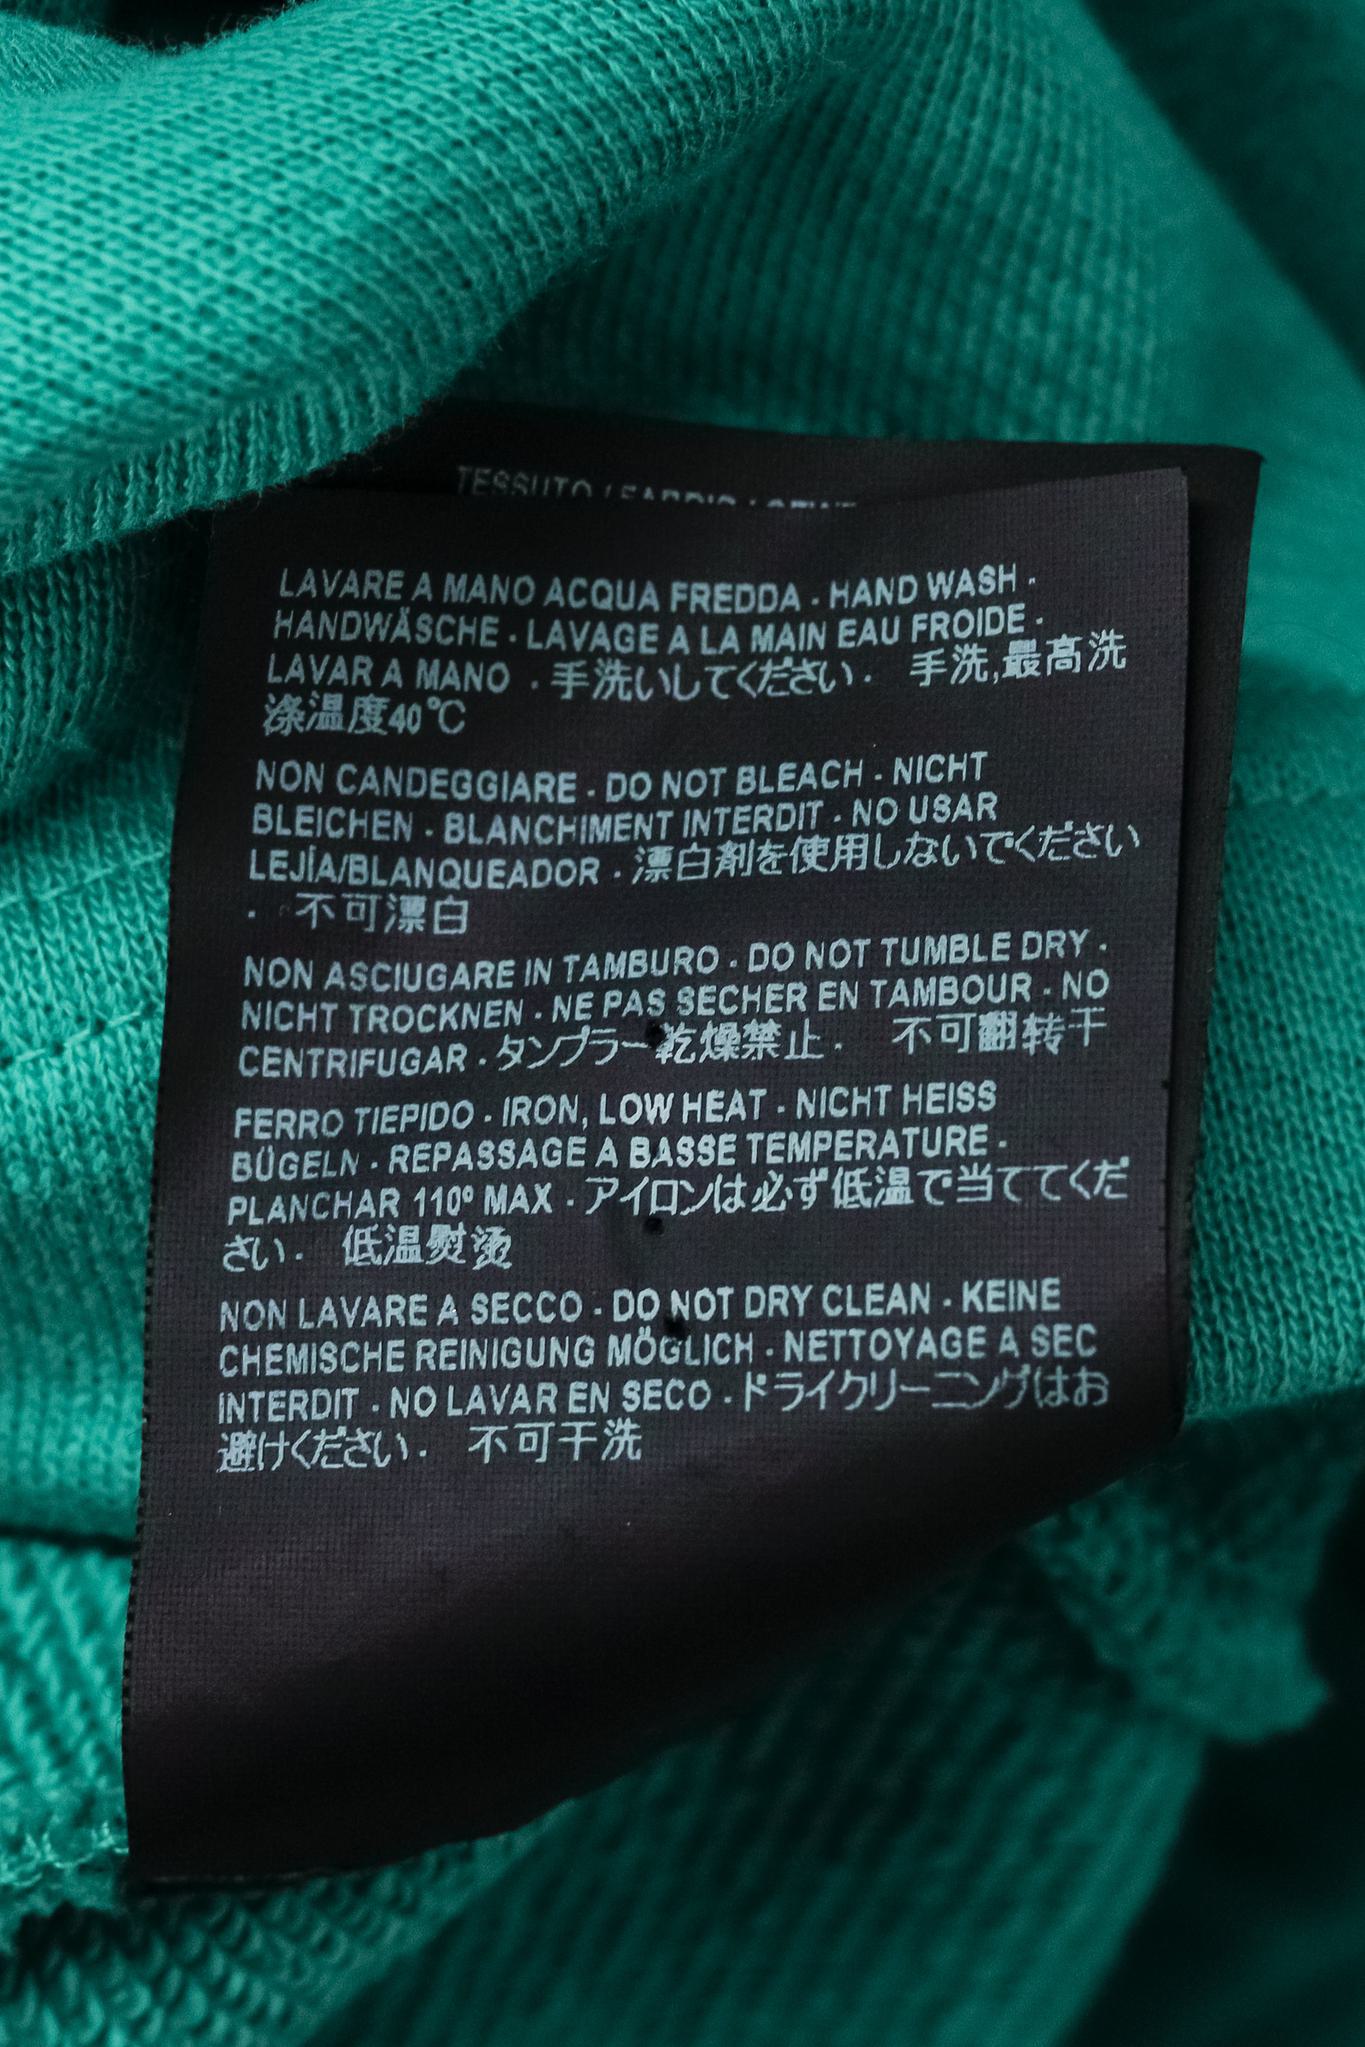 TESSUTO /
LAVARE A MANO ACQUA FREDDA - HAND WASH -
HANDWÄSCHE - LAVAGE A LA MAIN EAU FROIDE -
LAVAR A MANO - 手洗いしてください - 手洗,最高洗
涤温度40℃
NON CANDEGGIARE - DO NOT BLEACH - NICHT
BLEICHEN - BLANCHIMENT INTERDIT - NO USAR
LEJÍA/BLANQUEADOR - 漂白剤を使用しないでください
- 不可漂白
NON ASCIUGARE IN TAMBURO - DO NOT TUMBLE DRY -
NICHT TROCKNEN - NE PAS SECHER EN TAMBOUR - NO
CENTRIFUGAR - タンブラー乾燥禁止 - 不可翻转干
FERRO TIEPIDO - IRON, LOW HEAT - NICHT HEISS
BÜGELN - REPASSAGE A BASSE TEMPERATURE -
PLANCHAR 110º MAX - アイロンは必ず低温で当ててくだ
さい - 低温熨烫
NON LAVARE A SECCO - DO NOT DRY CLEAN - KEINE
CHEMISCHE REINIGUNG MÖGLICH - NETTOYAGE A SEC
INTERDIT - NO LAVAR EN SECO - ドライクリーニングはお
避けください - 不可干洗